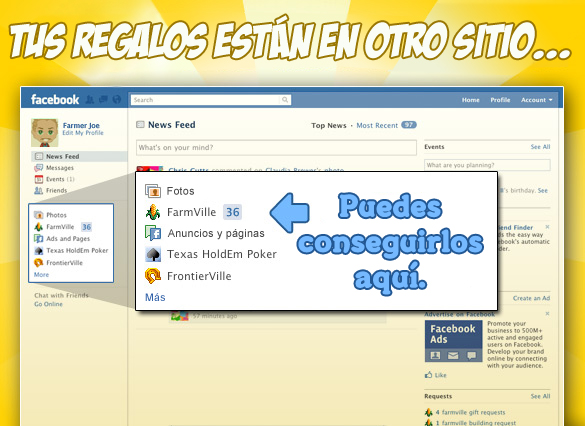 TUS REGALOS ESTÁN EN OTRO SITIO...
facebook
Search
Home Profile Account
Farmer Joe
Edit My Profile
News Feed
Messages
Events (1)
Friends
Photos
FarmVille 36
Ads and Pages
Texas HoldEm Poker
FrontierVille
More
Chat with Friends
Go Online
News Feed
Top News · Most Recent 97
What's on your mind?
Chris Cutts commented on Claudia
photo
Fotos
FarmVille 36
Anuncios y páginas
Texas HoldEm Poker
FrontierVille
Más
Puedes
conseguirlos
aquí.
57 minutes ago
Events See All
What are you planning?
's birthday. See
Friend Finder
the easy way
Facebook's automatic
finder.
Create an Ad
Advertise on Facebook
Facebook
Ads
Promote your
business to 500M+
active and engaged
users on Facebook.
Develop your brand
online by connecting
with your audience.
Like
Requests See All
4 farmville gift requests
1 farmville building request